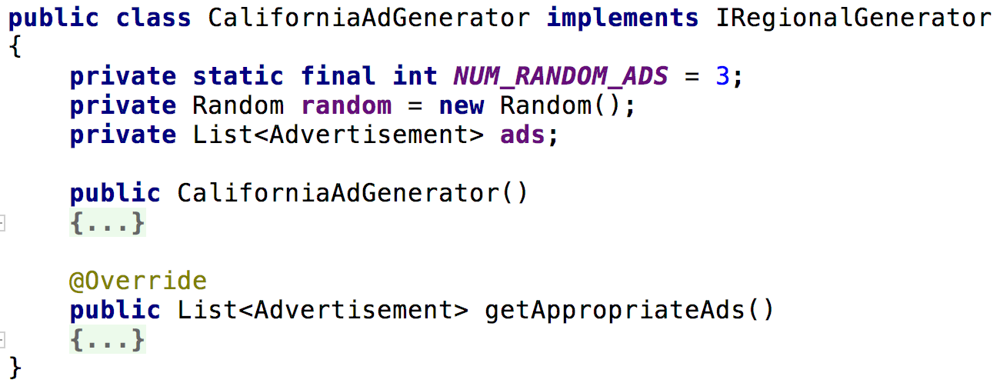 public class CaliforniaAdGenerator implements IRegionalGenerator
{
    private static final int NUM_RANDOM_ADS = 3;
    private Random random = new Random();
    private List<Advertisement> ads;

    public CaliforniaAdGenerator()
    {...}

    @Override
    public List<Advertisement> getAppropriateAds()
    {...}
}